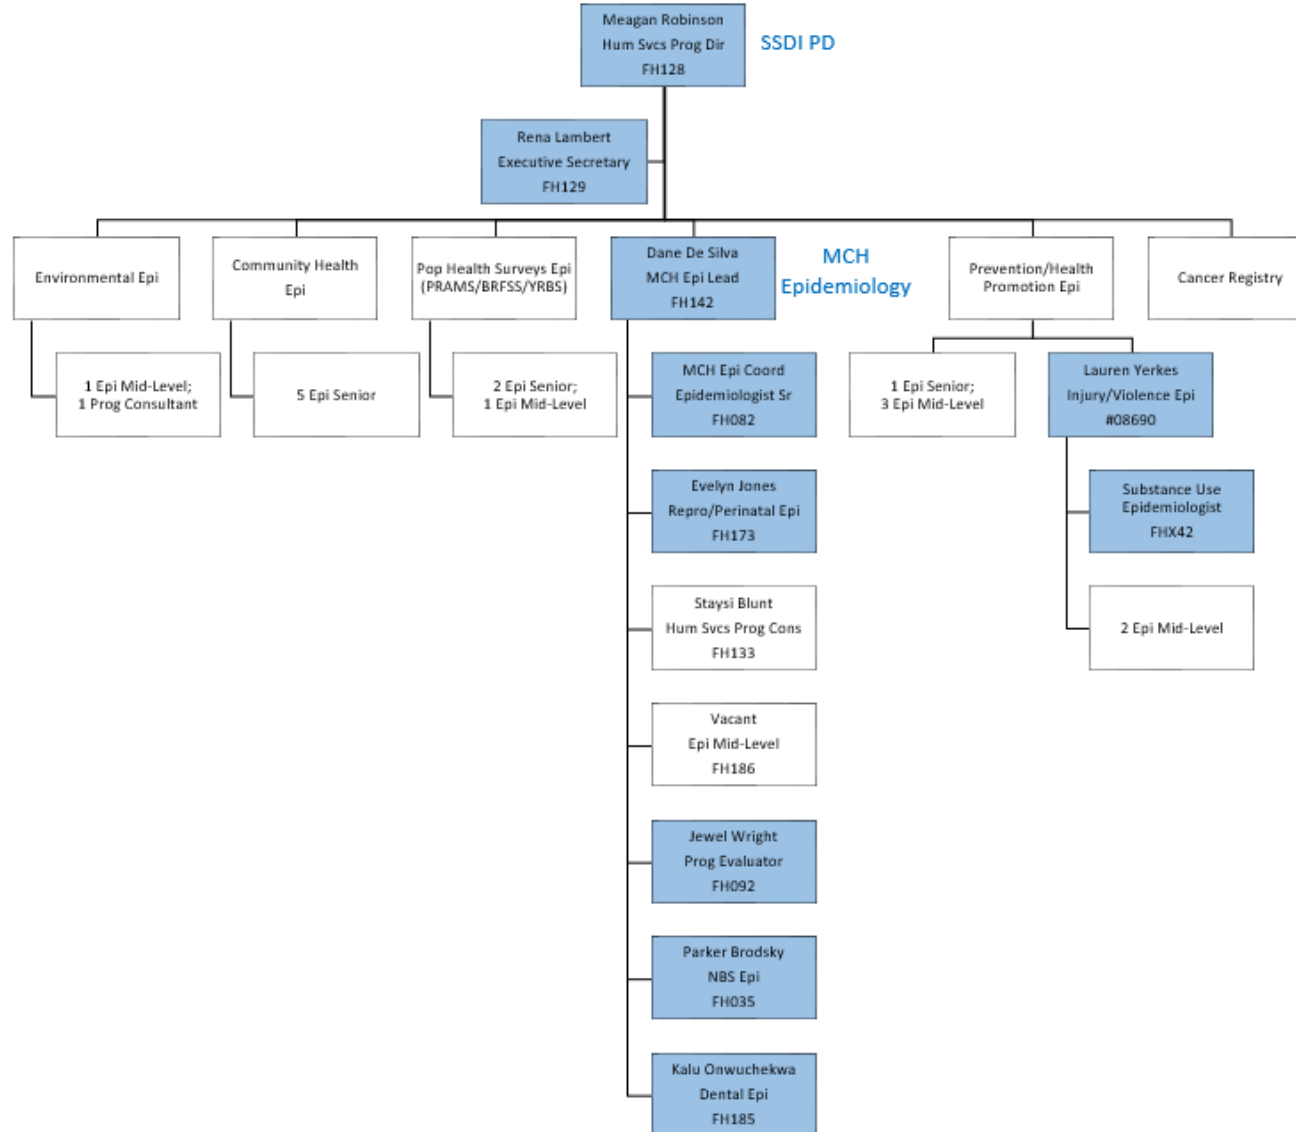 Meagan Robinson
Hum Svcs Prog Dir
FH128
SSDI PD
Rena Lambert
Executive Secretary
FH129
Environmental Epi
Community Health
Epi
Pop Health Surveys Epi
(PRAMS/BRFSS/YRBS)
Dane De Silva
MCH Epi Lead
FH142
MCH
Epidemiology
Prevention/Health
Promotion Epi
Cancer Registry
1 Epi Mid-Level;
1 Prog Consultant
5 Epi Senior
2 Epi Senior;
1 Epi Mid-Level
MCH Epi Coord
Epidemiologist Sr
FH082
1 Epi Senior;
3 Epi Mid-Level
Lauren Yerkes
Injury/Violence Epi
#08690
Evelyn Jones
Repro/Perinatal Epi
FH173
Substance Use
Epidemiologist
FHX42
Staysi Blunt
Hum Svcs Prog Cons
FH133
2 Epi Mid-Level
Vacant
Epi Mid-Level
FH186
Jewel Wright
Prog Evaluator
FH092
Parker Brodsky
NBS Epi
FH035
Kalu Onwuchekwa
Dental Epi
FH185